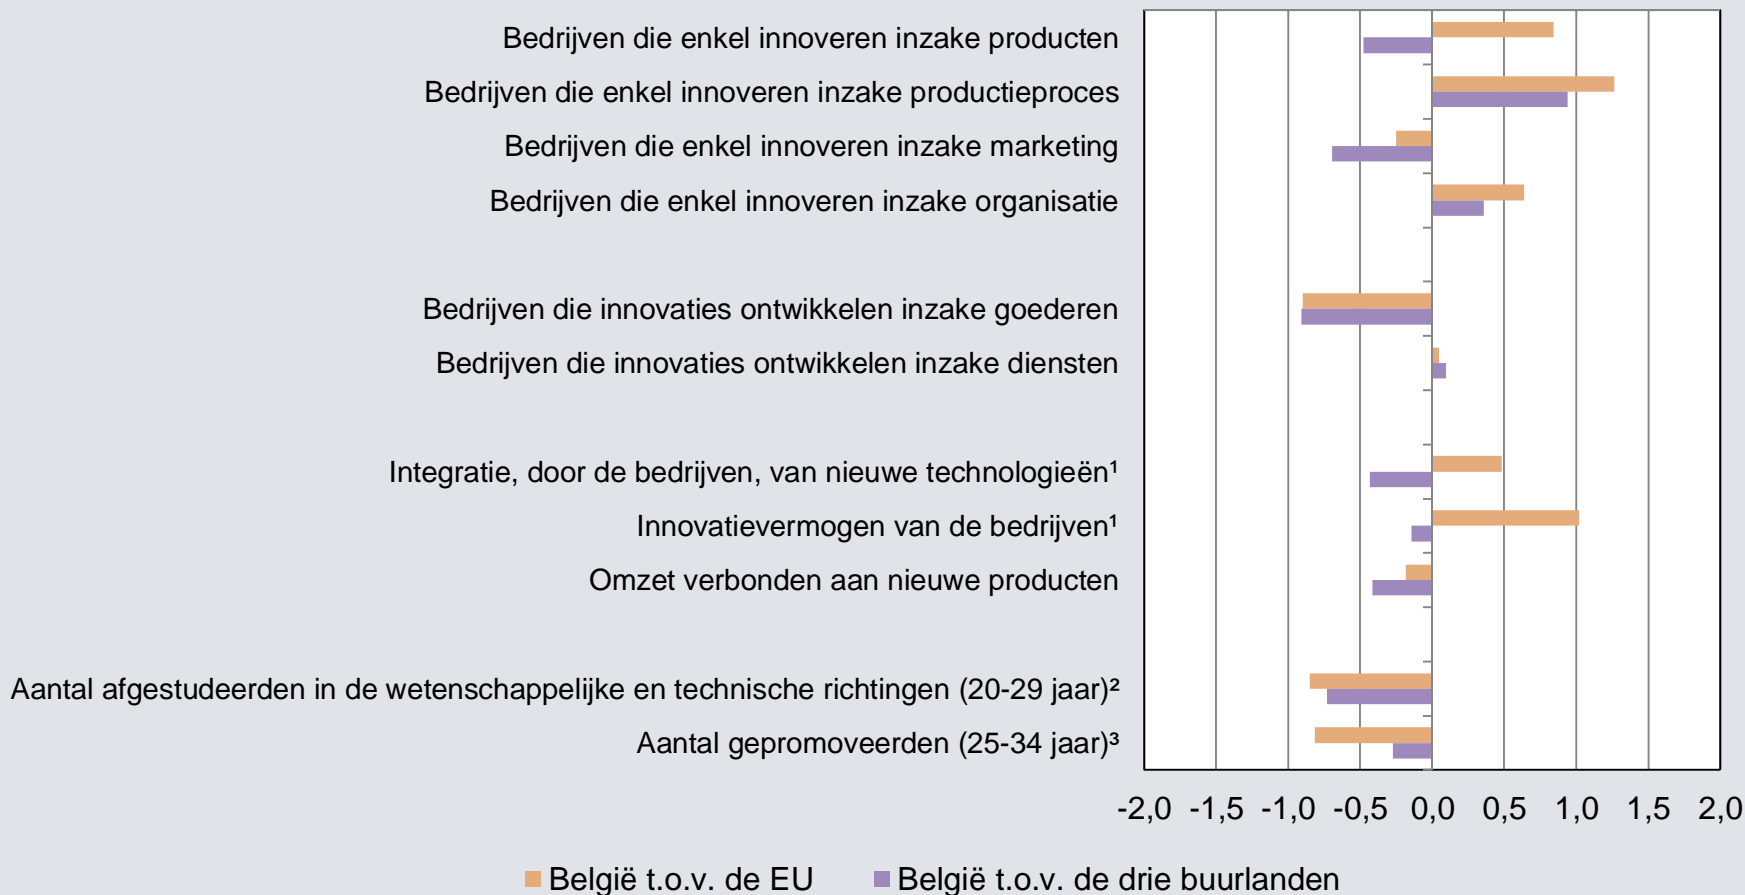 Bedrijven die enkel innoveren inzake producten
Bedrijven die enkel innoveren inzake productieproces
Bedrijven die enkel innoveren inzake marketing
Bedrijven die enkel innoveren inzake organisatie
Bedrijven die innovaties ontwikkelen inzake goederen
Bedrijven die innovaties ontwikkelen inzake diensten
Integratie, door de bedrijven, van nieuwe technologieën¹
Innovatievermogen van de bedrijven¹
Omzet verbonden aan nieuwe producten
Aantal afgestudeerden in de wetenschappelijke en technische richtingen (20-29 jaar)²
Aantal gepromoveerden (25-34 jaar)³
-2,0 -1,5 -1,0 -0,5 0,0 0,5 1,0 1,5 2,0
België t.o.v. de EU België t.o.v. de drie buurlanden